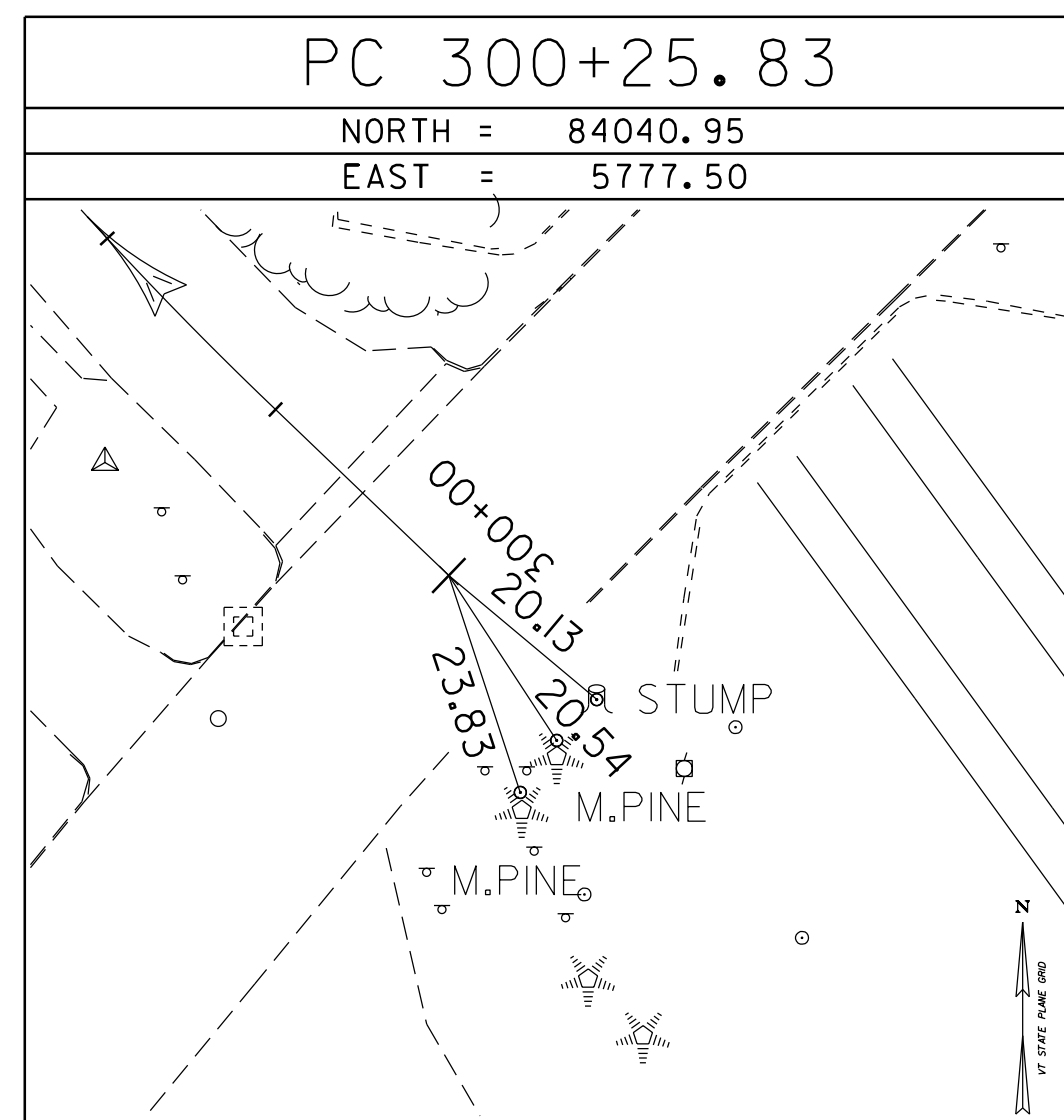 PC 300+25.83
NORTH = 84040.95
EAST = 5777.50
300+00
20.13
23.83
20.54
STUMP
M.PINE
M.PINE
N
VT STATE PLANE GRID